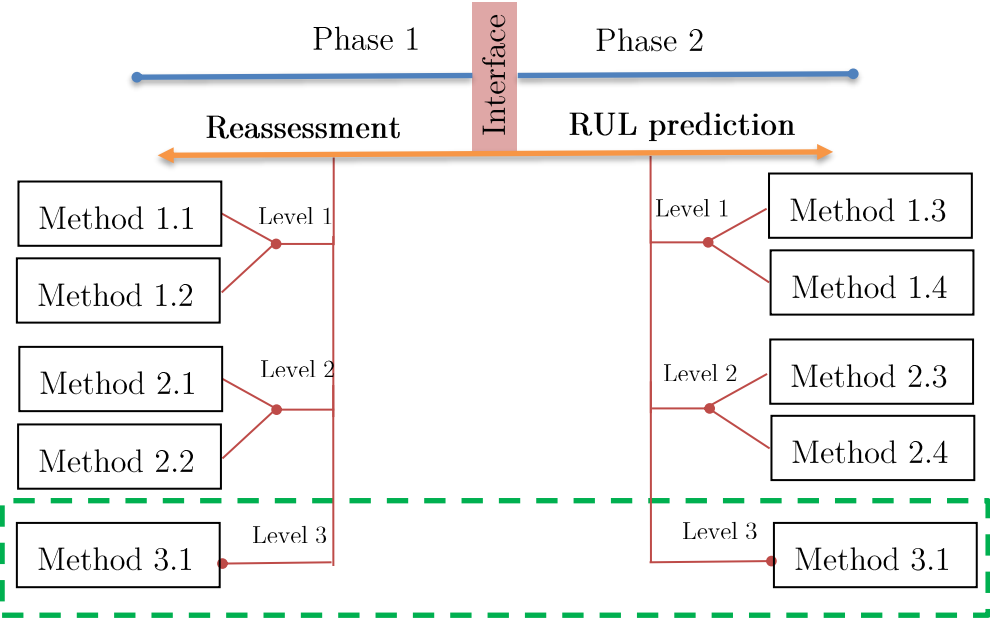 Phase 1
Interface
Phase 2
Reassessment
RUL prediction
Method 1.1
Level 1
Method 1.2
Level 1
Method 1.3
Method 1.4
Method 2.1
Level 2
Method 2.2
Level 2
Method 2.3
Method 2.4
Level 3
Method 3.1
Level 3
Method 3.1